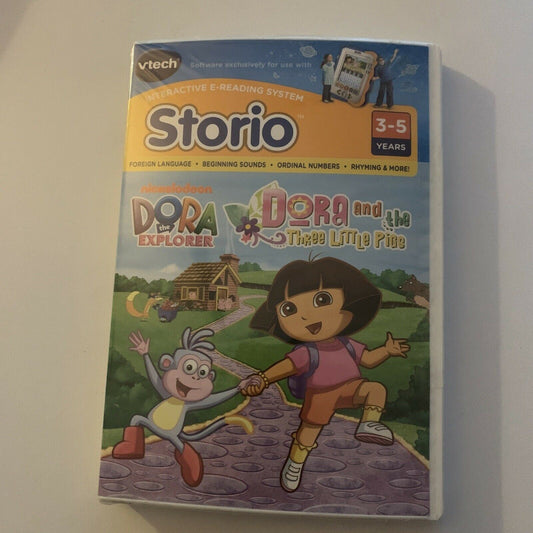 vtech
Software exclusively for use with
INTERACTIVE E-READING SYSTEM
Storio™
3-5
YEARS
FOREIGN LANGUAGE • BEGINNING SOUNDS • ORDINAL NUMBERS • RHYMING & MORE!
nickelodeon
DORA
the
EXPLORER
DORA and the
Three Little Pigs